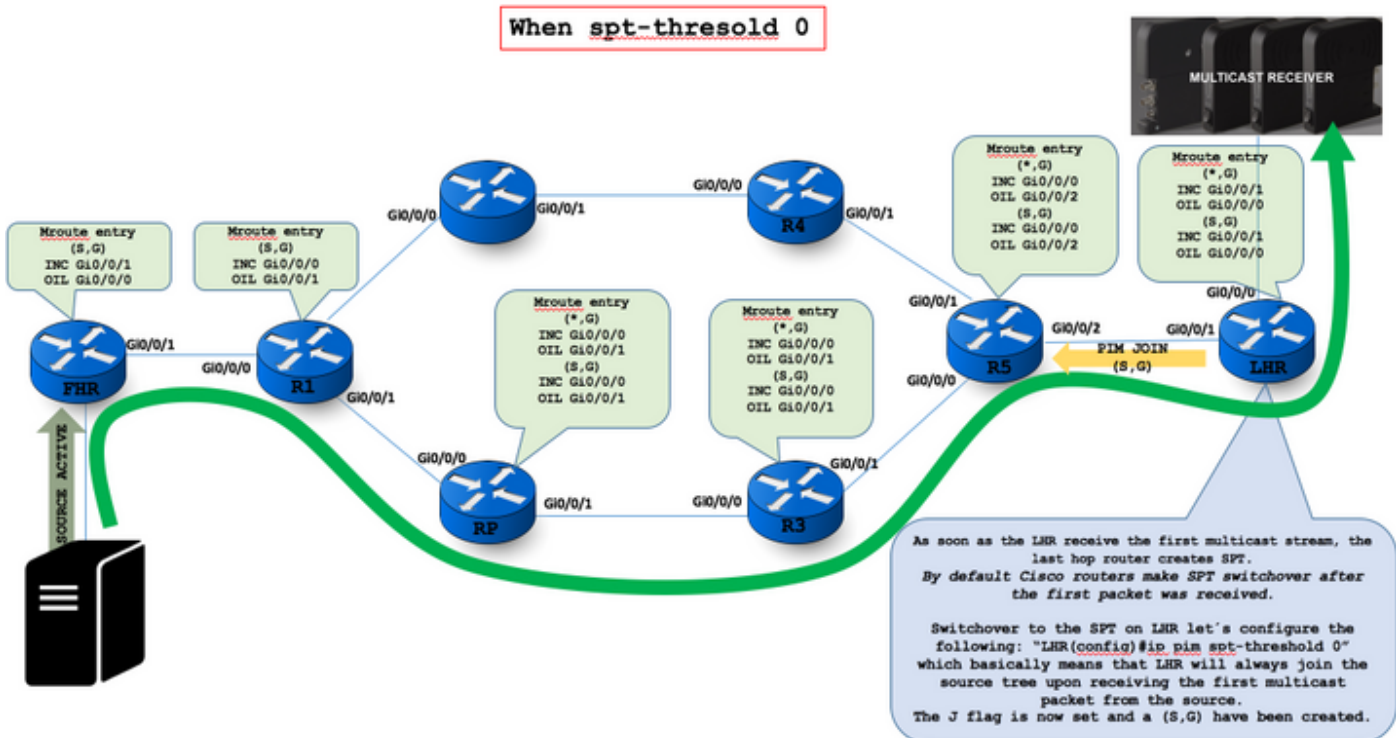 When spt-thresold 0
MULTICAST RECEIVER
Mroute entry
(S,G)
INC Gi0/0/1
OIL Gi0/0/0
Mroute entry
(S,G)
INC Gi0/0/0
OIL Gi0/0/1
Mroute entry
(*,G)
INC Gi0/0/0
OIL Gi0/0/1
(S,G)
INC Gi0/0/0
OIL Gi0/0/1
Mroute entry
(*,G)
INC Gi0/0/0
OIL Gi0/0/1
(S,G)
INC Gi0/0/0
OIL Gi0/0/1
Mroute entry
(*,G)
INC Gi0/0/0
OIL Gi0/0/2
(S,G)
INC Gi0/0/0
OIL Gi0/0/2
Mroute entry
(*,G)
INC Gi0/0/1
OIL Gi0/0/0
(S,G)
INC Gi0/0/1
OIL Gi0/0/0
Gi0/0/0
Gi0/0/1
Gi0/0/0
R4
Gi0/0/1
FHR
Gi0/0/1
Gi0/0/0
R1
Gi0/0/1
Gi0/0/0
RP
Gi0/0/1
Gi0/0/0
R3
Gi0/0/1
Gi0/0/1
Gi0/0/0
R5
Gi0/0/2
Gi0/0/1
Gi0/0/0
LHR
PIM JOIN
(S,G)
SOURCE ACTIVE
As soon as the LHR receive the first multicast stream, the
last hop router creates SPT.
By default Cisco routers make SPT switchover after
the first packet was received.
Switchover to the SPT on LHR let´s configure the
following: "LHR(config)#ip pim spt-threshold 0"
which basically means that LHR will always join the
source tree upon receiving the first multicast
packet from the source.
The J flag is now set and a (S,G) have been created.